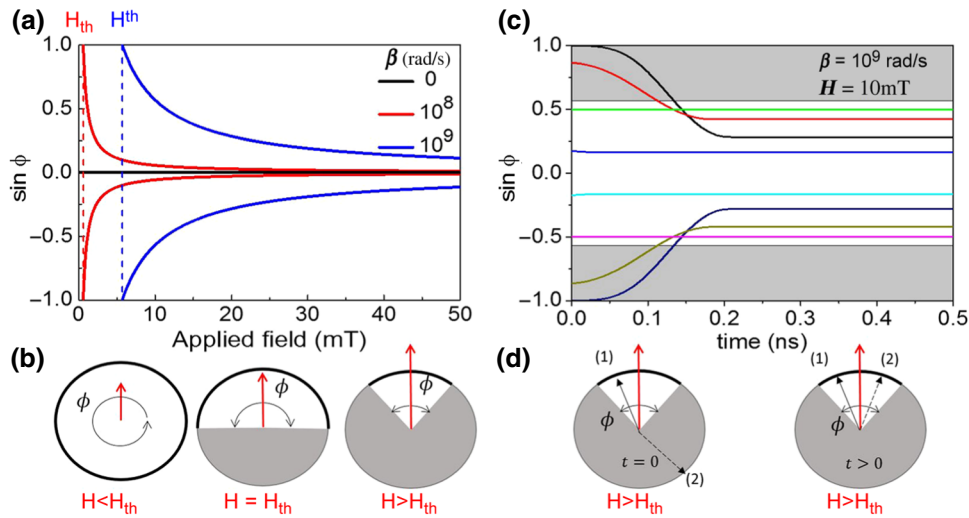 (a)
H_th
H^th
β (rad/s)
0
10^8
10^9
sin ϕ
1.0
0.5
0.0
−0.5
−1.0
0
10
20
30
40
50
Applied field (mT)
(c)
β = 10^9 rad/s
H = 10mT
sin ϕ
1.0
0.5
0.0
−0.5
−1.0
0.0
0.1
0.2
0.3
0.4
0.5
time (ns)
(b)
ϕ
H<H_th
ϕ
H = H_th
ϕ
H>H_th
(d)
(1)
ϕ
t = 0
(2)
H>H_th
(1)
(2)
ϕ
t > 0
H>H_th